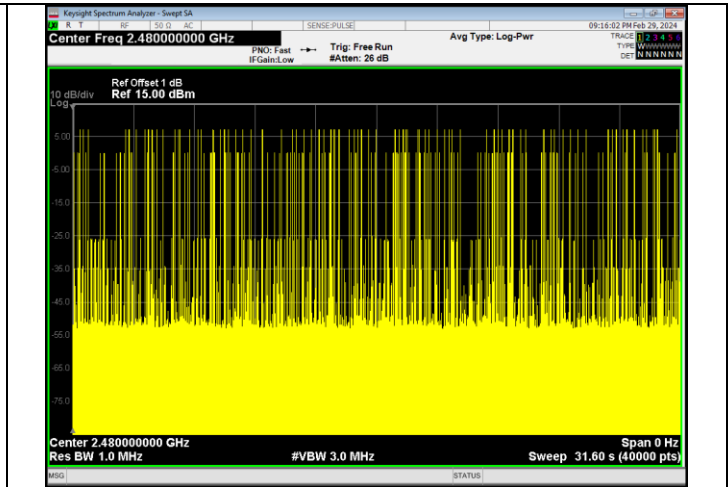 Keysight Spectrum Analyzer - Swept SA
R T RF 50 Ω AC SENSE:PULSE 09:16:02 PM Feb 29, 2024
Center Freq 2.480000000 GHz Avg Type: Log-Pwr TRACE 1 2 3 4 5 6
PNO: Fast Trig: Free Run TYPE WWWWWW
IFGain:Low #Atten: 26 dB DET N N N N N N
Ref Offset 1 dB
10 dB/div Ref 15.00 dBm
Log
5.00
-5.00
-15.0
-25.0
-35.0
-45.0
-55.0
-65.0
-75.0
Center 2.480000000 GHz Span 0 Hz
Res BW 1.0 MHz #VBW 3.0 MHz Sweep 31.60 s (40000 pts)
MSG STATUS